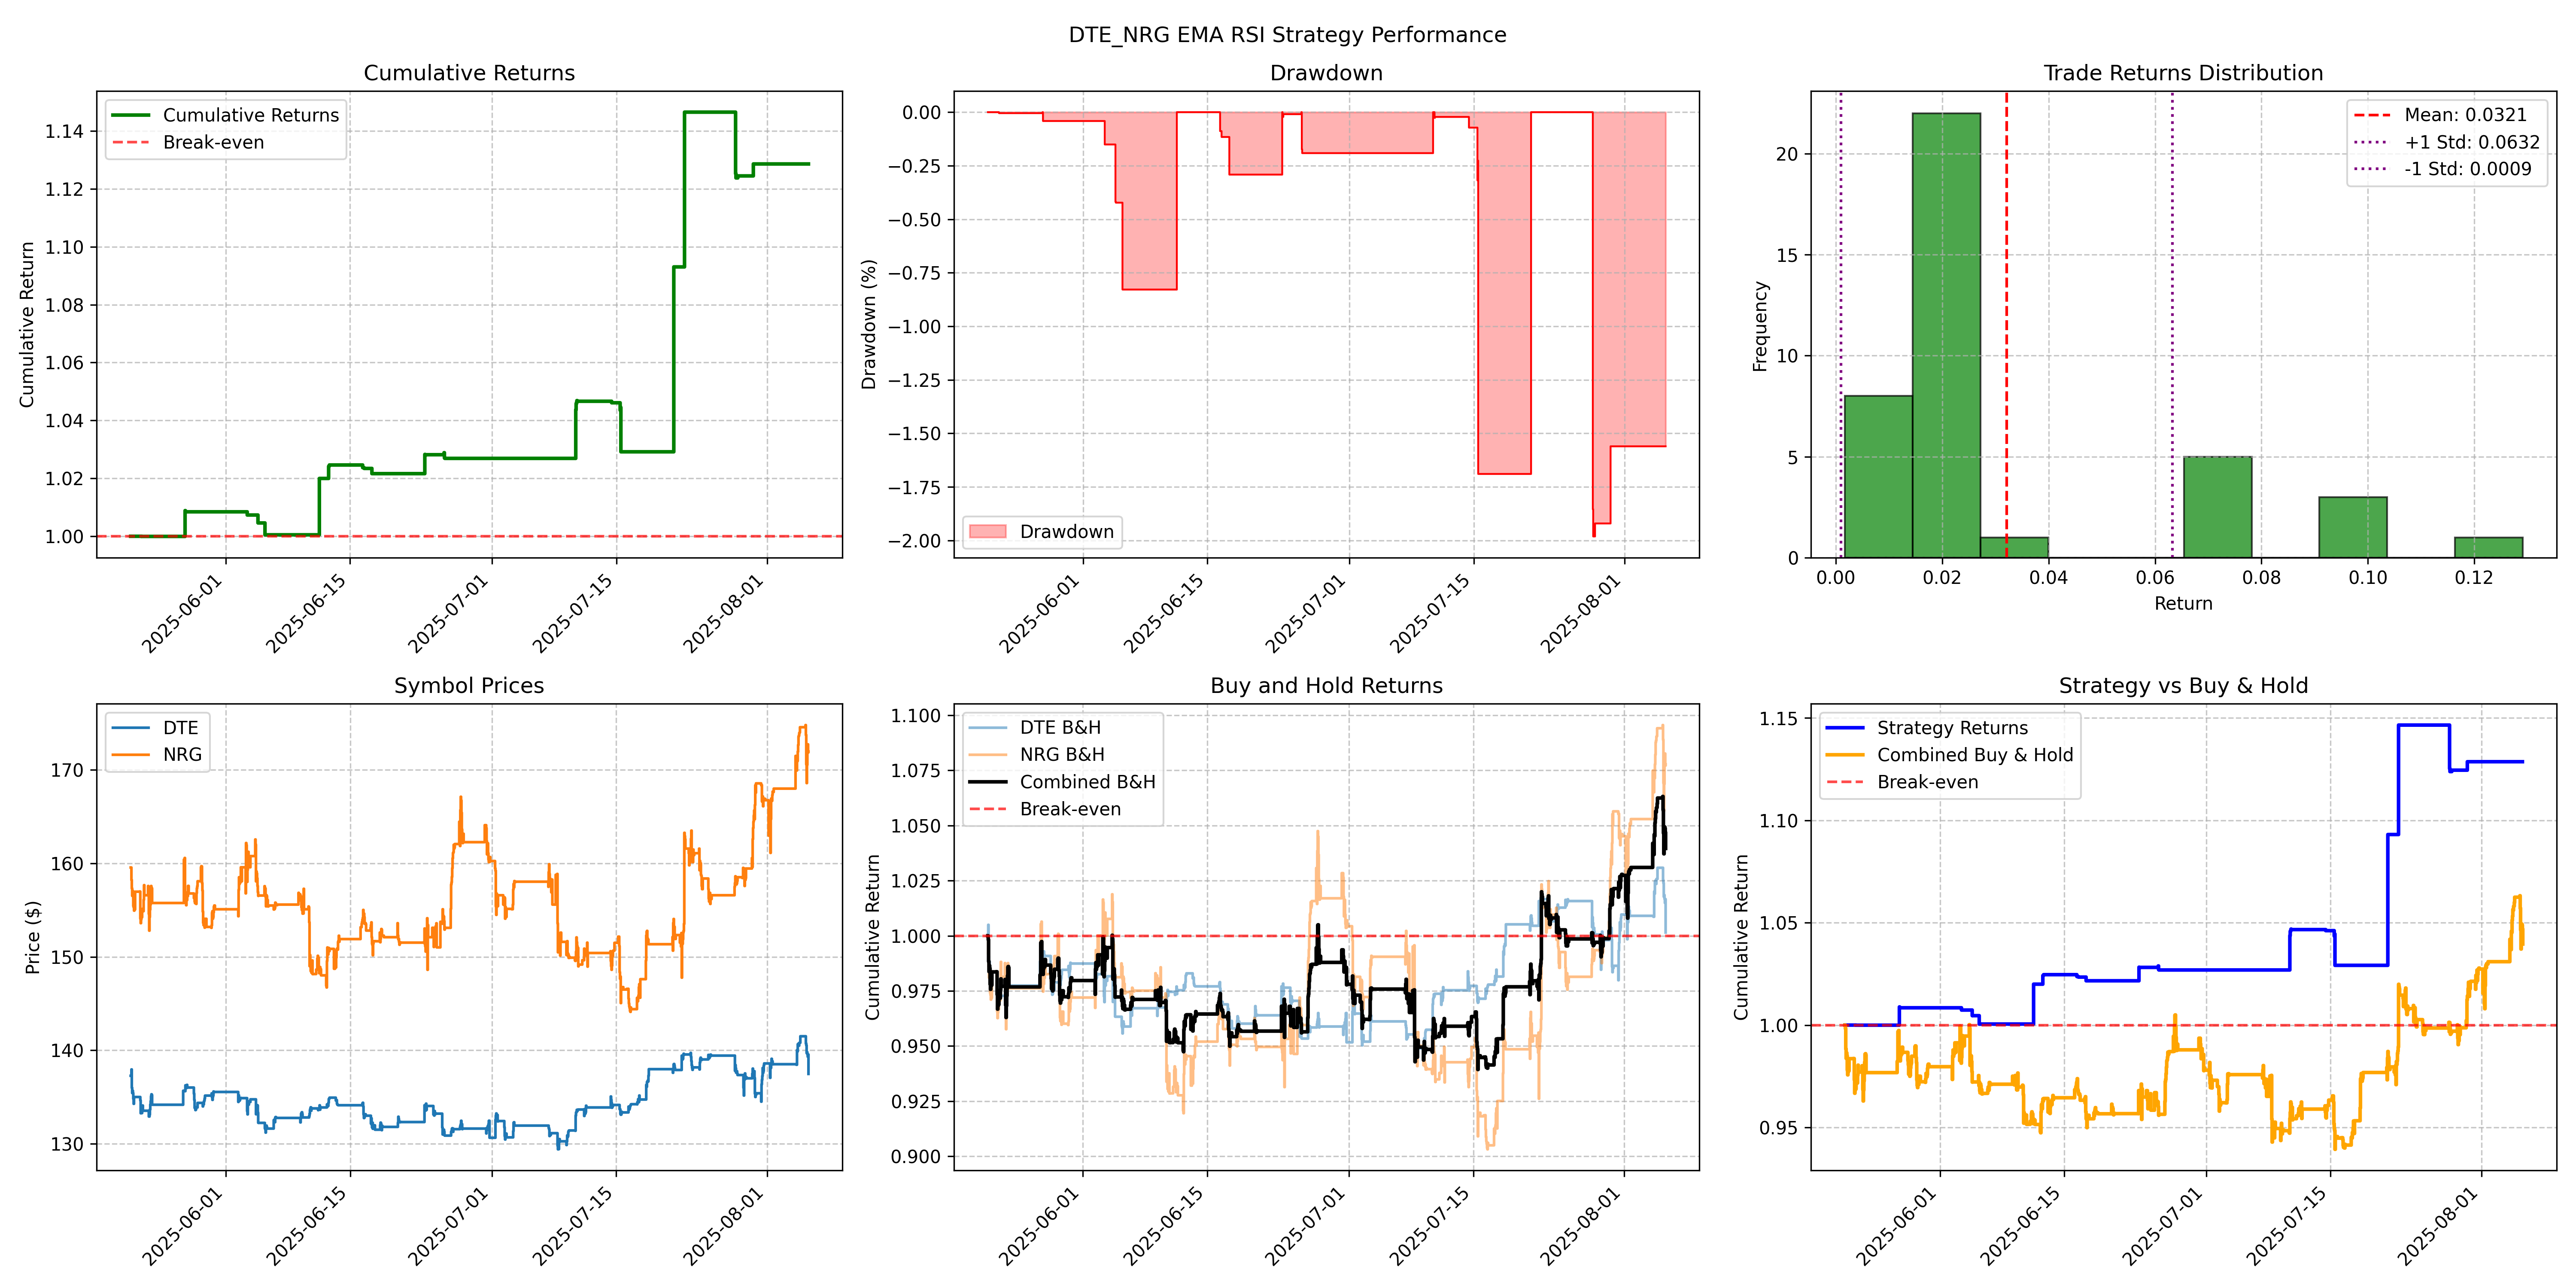 DTE_NRG EMA RSI Strategy Performance
Cumulative Returns
Cumulative Returns
Break-even
Cumulative Return
1.14
1.12
1.10
1.08
1.06
1.04
1.02
1.00
2025-06-01
2025-06-15
2025-07-01
2025-07-15
2025-08-01
Drawdown
Drawdown (%)
0.00
−0.25
−0.50
−0.75
−1.00
−1.25
−1.50
−1.75
−2.00
Drawdown
2025-06-01
2025-06-15
2025-07-01
2025-07-15
2025-08-01
Trade Returns Distribution
Mean: 0.0321
+1 Std: 0.0632
-1 Std: 0.0009
Frequency
20
15
10
5
0
0.00
0.02
0.04
0.06
0.08
0.10
0.12
Return
Symbol Prices
DTE
NRG
Price ($)
170
160
150
140
130
2025-06-01
2025-06-15
2025-07-01
2025-07-15
2025-08-01
Buy and Hold Returns
DTE B&H
NRG B&H
Combined B&H
Break-even
Cumulative Return
1.100
1.075
1.050
1.025
1.000
0.975
0.950
0.925
0.900
2025-06-01
2025-06-15
2025-07-01
2025-07-15
2025-08-01
Strategy vs Buy & Hold
Strategy Returns
Combined Buy & Hold
Break-even
Cumulative Return
1.15
1.10
1.05
1.00
0.95
2025-06-01
2025-06-15
2025-07-01
2025-07-15
2025-08-01